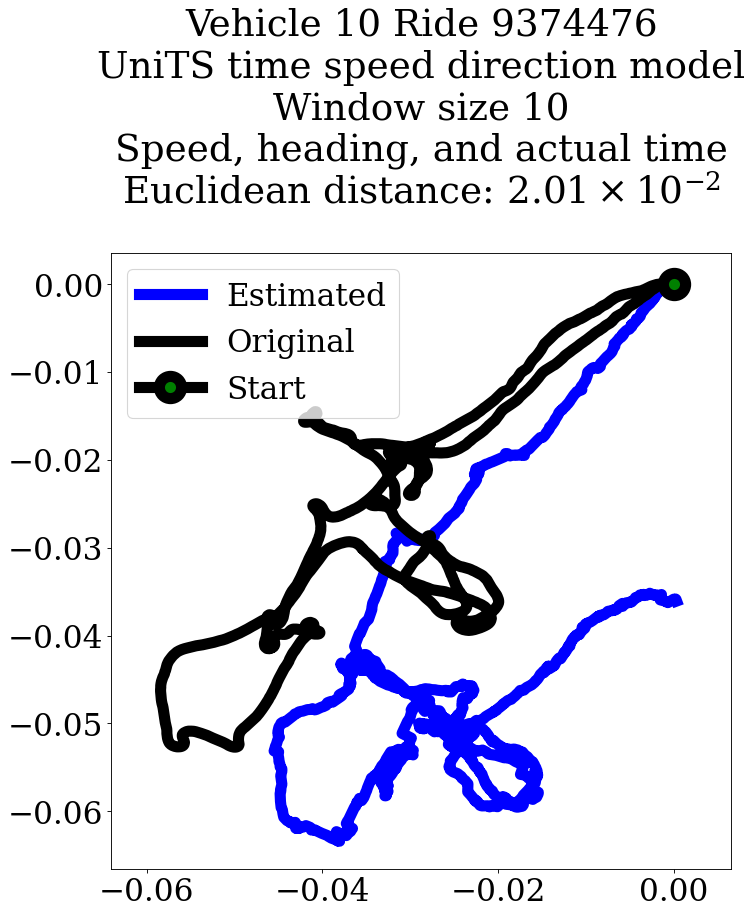 Vehicle 10 Ride 9374476
UniTS time speed direction model
Window size 10
Speed, heading, and actual time
Euclidean distance: 2.01 × 10⁻²
Estimated
Original
Start
0.00
−0.01
−0.02
−0.03
−0.04
−0.05
−0.06
−0.06 −0.04 −0.02 0.00